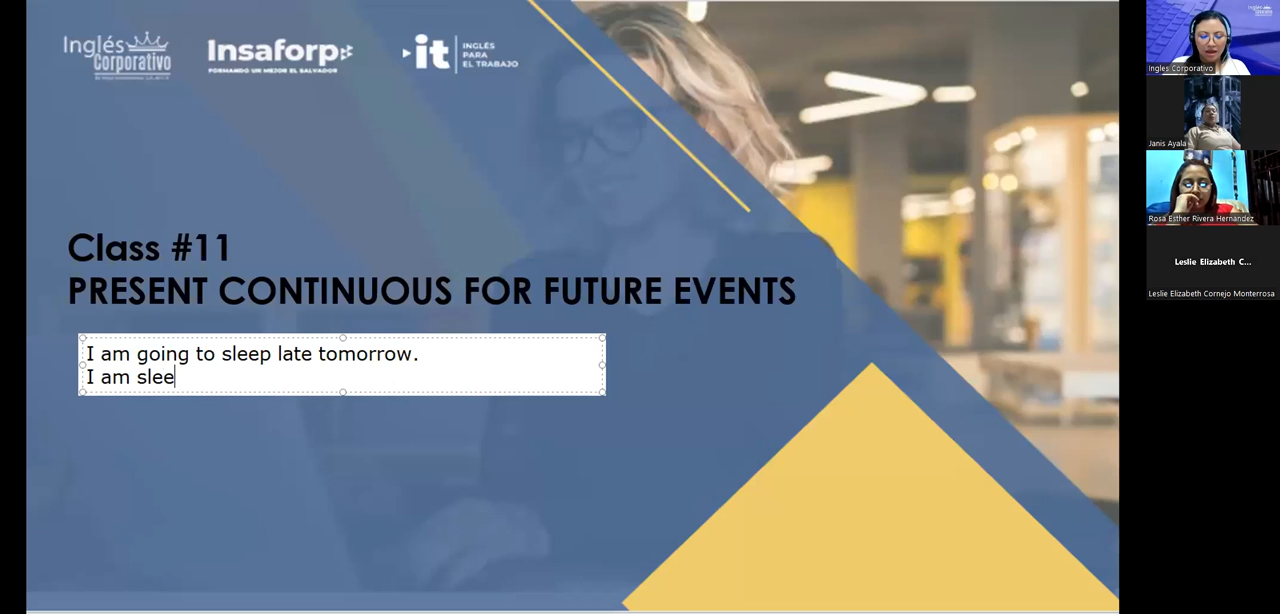 Inglés
Corporativo
Insaforp
FORMANDO UN MEJOR EL SALVADOR
it
INGLÉS
PARA
EL TRABAJO
Class #11
PRESENT CONTINUOUS FOR FUTURE EVENTS
I am going to sleep late tomorrow.
I am slee
Ingles Corporativo
Janis Ayala
Rosa Esther Rivera Hernandez
Leslie Elizabeth C...
Leslie Elizabeth Cornejo Monterrosa